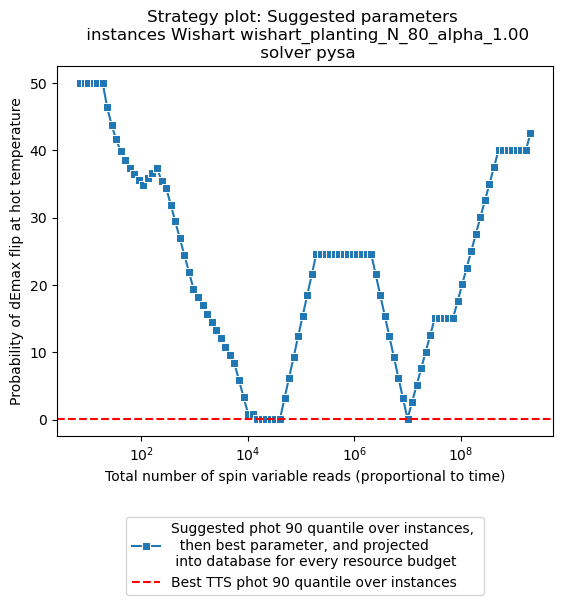 Strategy plot: Suggested parameters
instances Wishart wishart_planting_N_80_alpha_1.00
solver pysa
Probability of dEmax flip at hot temperature
50
40
30
20
10
0
10^2
10^4
10^6
10^8
Total number of spin variable reads (proportional to time)
Suggested phot 90 quantile over instances,
then best parameter, and projected
into database for every resource budget
Best TTS phot 90 quantile over instances